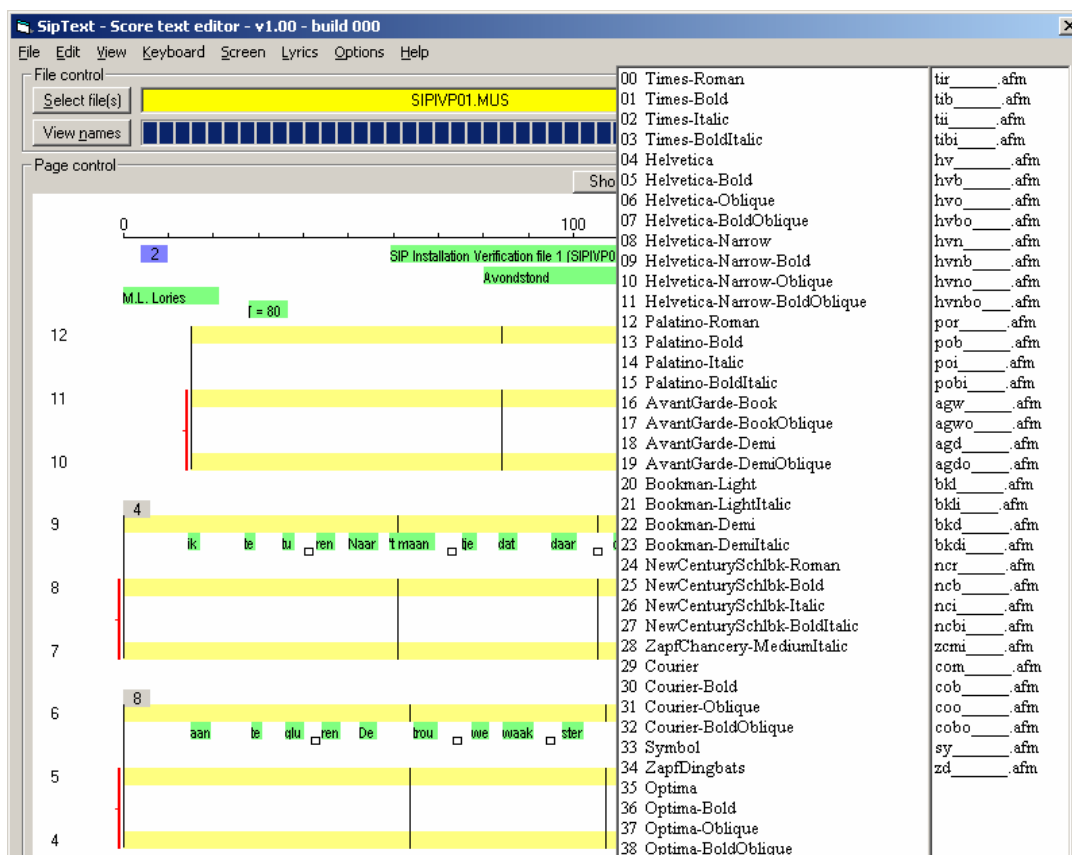 SipText - Score text editor - v1.00 - build 000
File Edit View Keyboard Screen Lyrics Options Help
File control
Select file(s) SIPIVP01.MUS
View names
Page control
Sho
0 100
2 SIP Installation Verification file 1 (SIPIVP0
Avondstond
M.L. Lories
= 80
12
11
10
4
9
ik te tu ren Naar 't maan tje dat daar
8
7
8
6
aan te glu ren De trou we waak ster
5
4
00 Times-Roman tir______.afm
01 Times-Bold tib______.afm
02 Times-Italic tii______.afm
03 Times-BoldItalic tibi_____.afm
04 Helvetica hv______.afm
05 Helvetica-Bold hvb_____.afm
06 Helvetica-Oblique hvo_____.afm
07 Helvetica-BoldOblique hvbo____.afm
08 Helvetica-Narrow hvn_____.afm
09 Helvetica-Narrow-Bold hvnb____.afm
10 Helvetica-Narrow-Oblique hvno____.afm
11 Helvetica-Narrow-BoldOblique hvnbo___.afm
12 Palatino-Roman por_____.afm
13 Palatino-Bold pob_____.afm
14 Palatino-Italic poi_____.afm
15 Palatino-BoldItalic pobi____.afm
16 AvantGarde-Book agw_____.afm
17 AvantGarde-BookOblique agwo____.afm
18 AvantGarde-Demi agd_____.afm
19 AvantGarde-DemiOblique agdo____.afm
20 Bookman-Light bkl_____.afm
21 Bookman-LightItalic bkli____.afm
22 Bookman-Demi bkd_____.afm
23 Bookman-DemiItalic bkdi____.afm
24 NewCenturySchlbk-Roman ncr_____.afm
25 NewCenturySchlbk-Bold ncb_____.afm
26 NewCenturySchlbk-Italic nci_____.afm
27 NewCenturySchlbk-BoldItalic ncbi____.afm
28 ZapfChancery-MediumItalic zcmi____.afm
29 Courier com_____.afm
30 Courier-Bold cob_____.afm
31 Courier-Oblique coo_____.afm
32 Courier-BoldOblique cobo____.afm
33 Symbol sy______.afm
34 ZapfDingbats zd______.afm
35 Optima
36 Optima-Bold
37 Optima-Oblique
38 Optima-BoldOblique